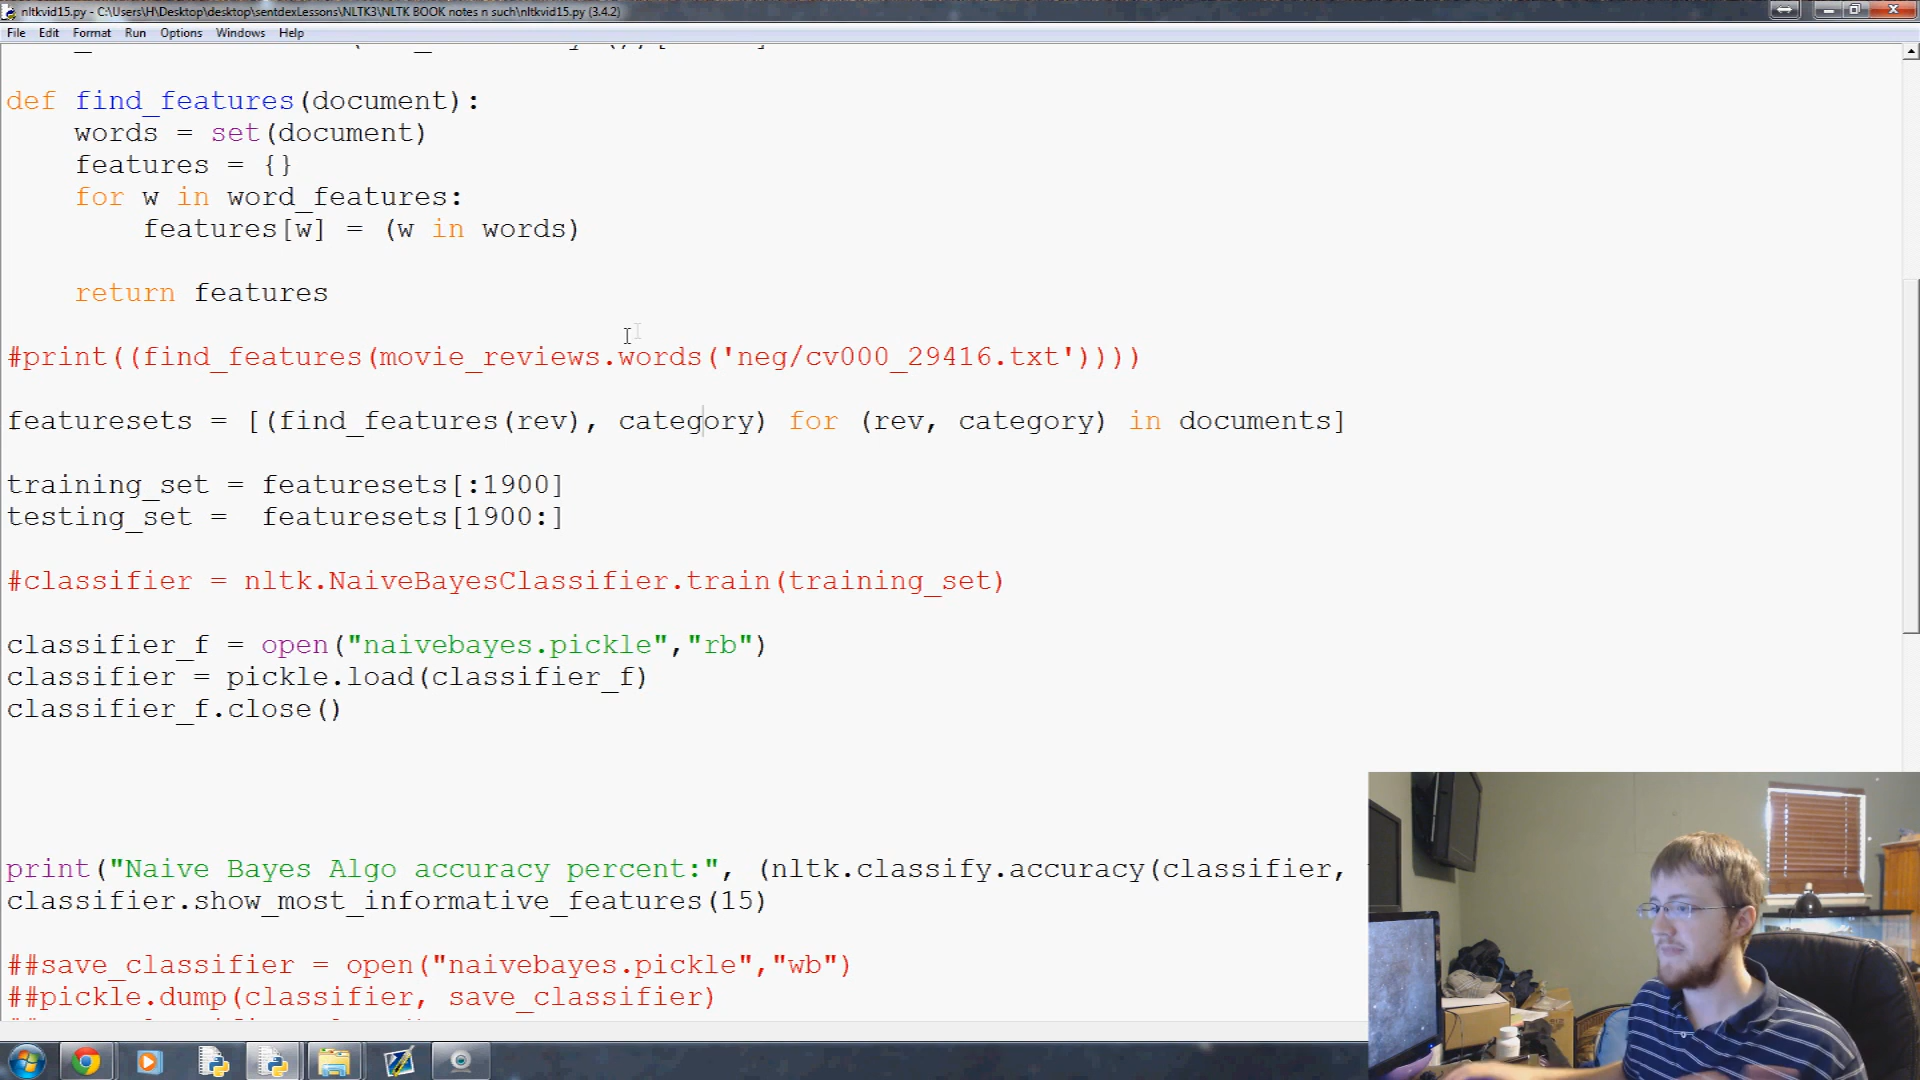 nltkvid15.py - C:\Users\H\Desktop\desktop\sentdexLessons\NLTK3\NLTK BOOK notes n such\nltkvid15.py (3.4.2)
File Edit Format Run Options Windows Help
def find_features(document):
words = set(document)
features = {}
for w in word_features:
features[w] = (w in words)
return features
#print((find_features(movie_reviews.words('neg/cv000_29416.txt'))))
featuresets = [(find_features(rev), category) for (rev, category) in documents]
training_set = featuresets[:1900]
testing_set =  featuresets[1900:]
#classifier = nltk.NaiveBayesClassifier.train(training_set)
classifier_f = open("naivebayes.pickle","rb")
classifier = pickle.load(classifier_f)
classifier_f.close()
print("Naive Bayes Algo accuracy percent:", (nltk.classify.accuracy(classifier,
classifier.show_most_informative_features(15)
##save_classifier = open("naivebayes.pickle","wb")
##pickle.dump(classifier, save_classifier)